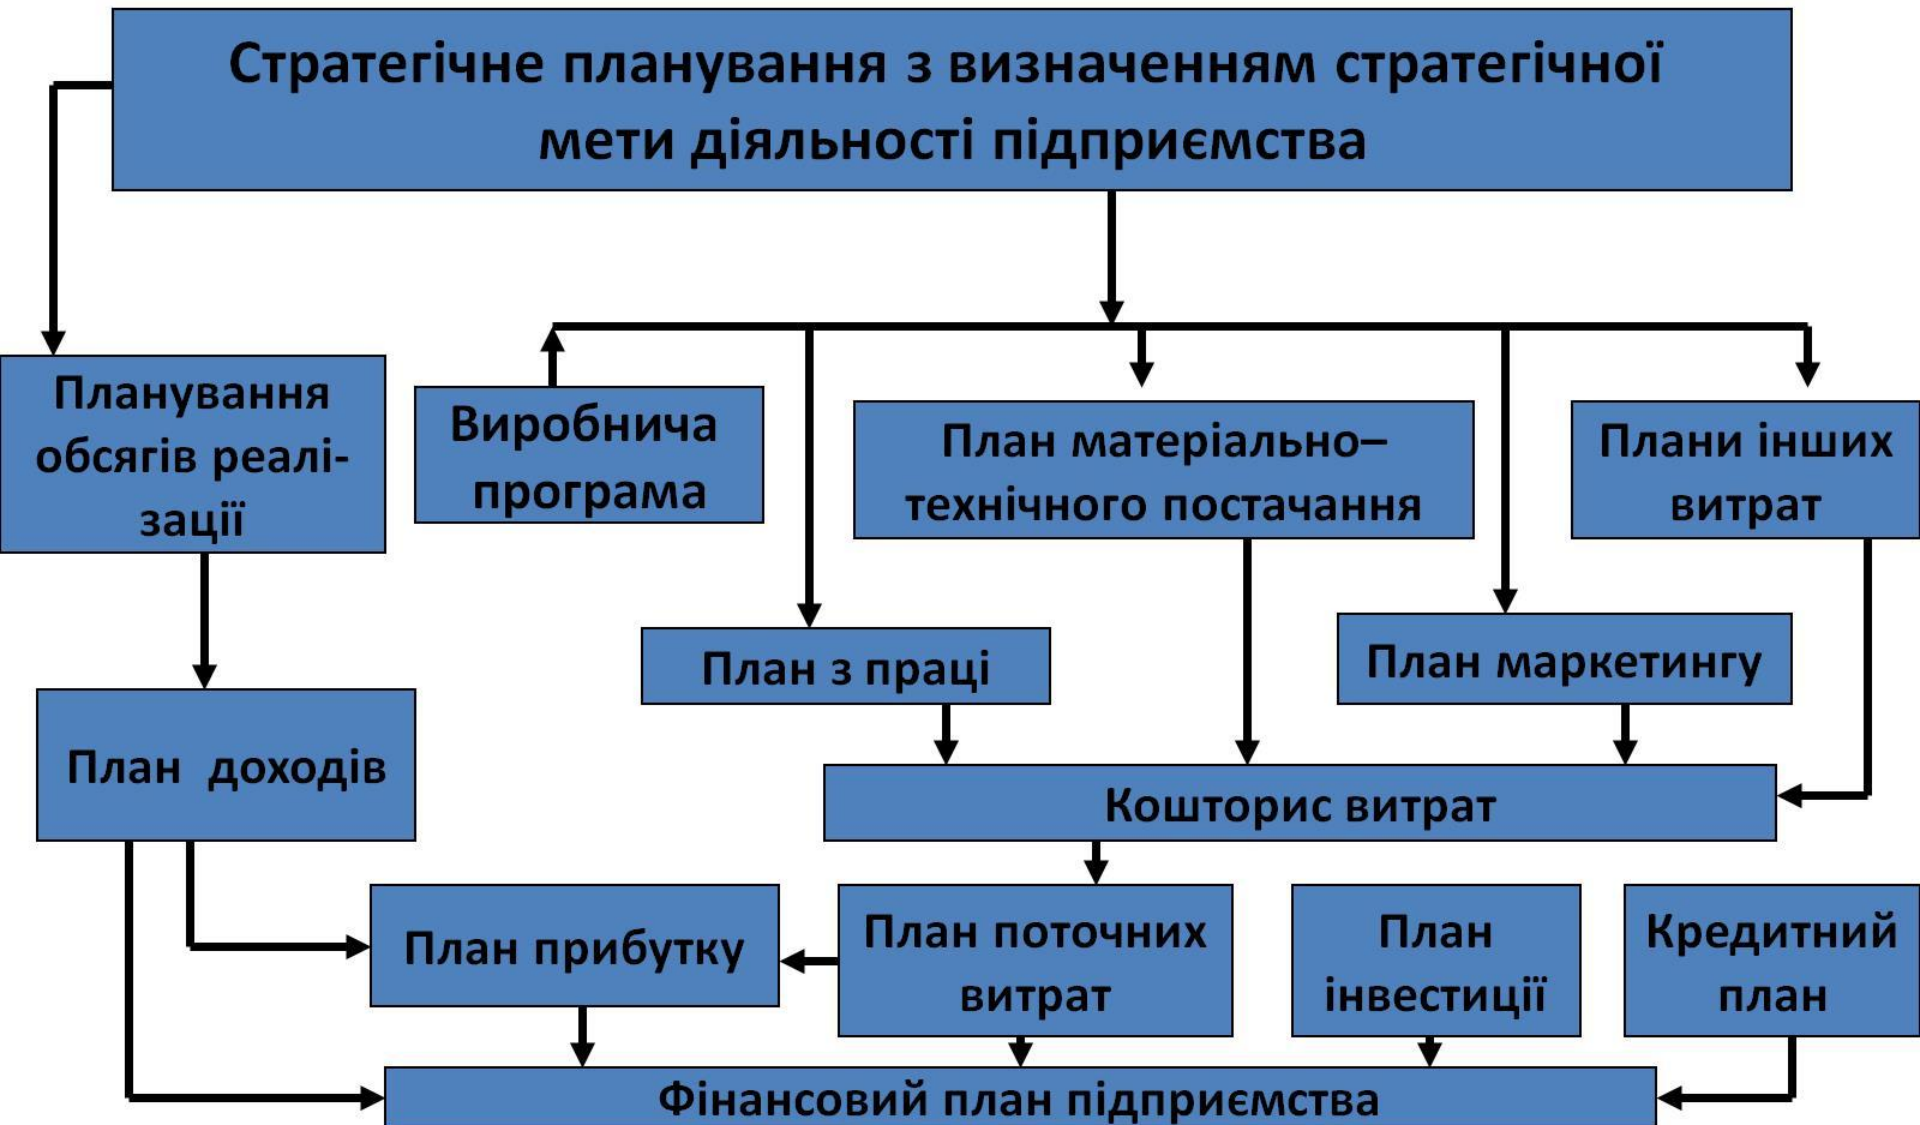 Стратегічне планування з визначенням стратегічної
мети діяльності підприємства
Планування
обсягів реалі-
зації
Виробнича
програма
План матеріально–
технічного постачання
Плани інших
витрат
План з праці
План маркетингу
План доходів
Кошторис витрат
План прибутку
План поточних
витрат
План
інвестиції
Кредитний
план
Фінансовий план підприємства